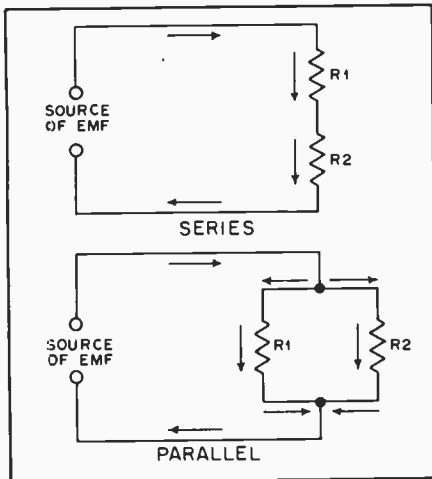 R1
SOURCE
OF EMF
R2
SERIES
SOURCE
OF EMF
R1
R2
PARALLEL